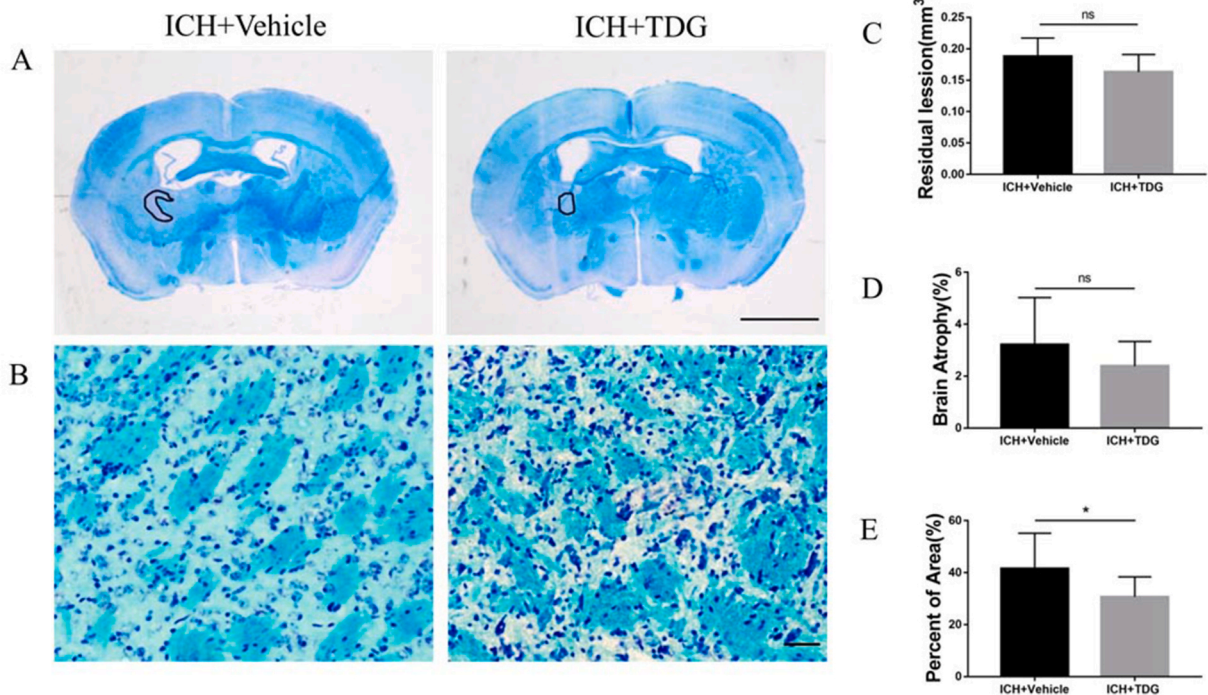 ICH+Vehicle
ICH+TDG
A
B
C
Residual lession(mm3
0.25
0.20
0.15
0.10
0.05
0.00
ns
ICH+Vehicle
ICH+TDG
D
Brain Atrophy(%)
6
4
2
0
ns
ICH+Vehicle
ICH+TDG
E
Percent of Area(%)
60
40
20
0
*
ICH+Vehicle
ICH+TDG